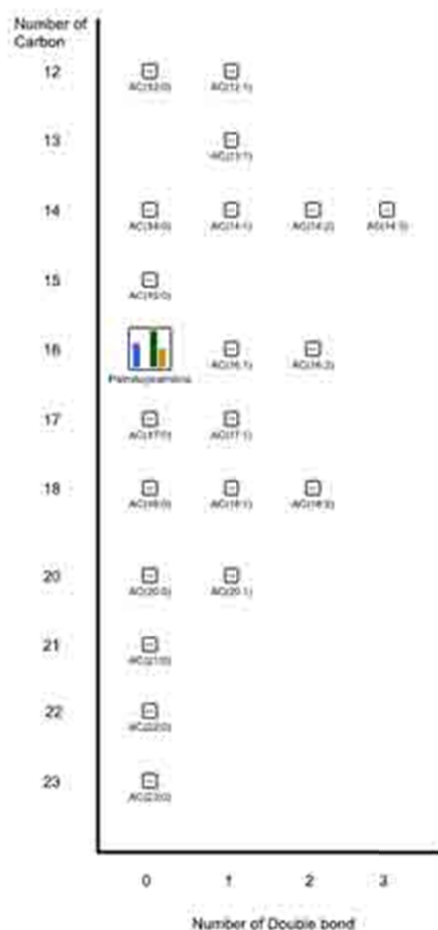 Number of
Carbon
12
AC(12:0) AC(12:1)
13
AC(13:1)
14
AC(14:0) AC(14:1) AC(14:2) AC(14:3)
15
AC(15:0)
16
AC(16:1) AC(16:2)
17
AC(17:0) AC(17:1)
18
AC(18:0) AC(18:1) AC(18:2)
20
AC(20:0) AC(20:1)
21
AC(21:0)
22
AC(22:0)
23
AC(23:0)
0 1 2 3
Number of Double bond